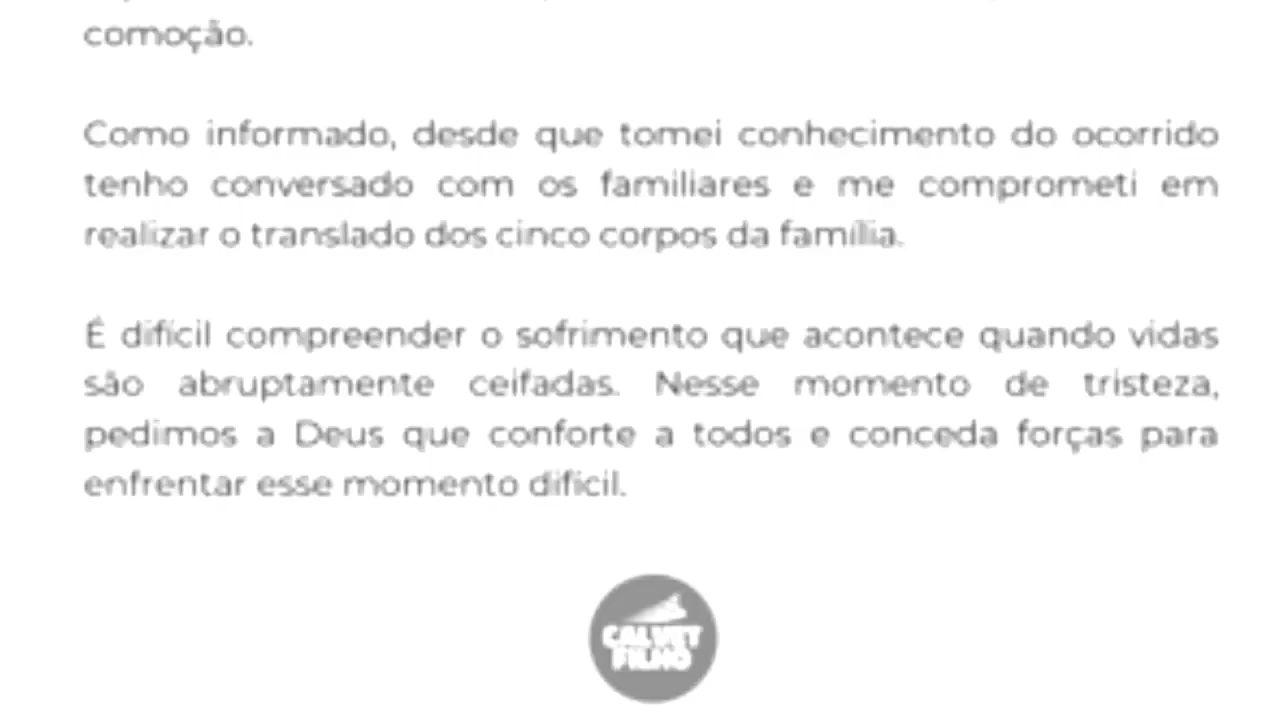 comoção.
Como informado, desde que tomei conhecimento do ocorrido
tenho conversado com os familiares e me comprometi em
realizar o translado dos cinco corpos da família.
É difícil compreender o sofrimento que acontece quando vidas
são abruptamente ceifadas. Nesse momento de tristeza,
pedimos a Deus que conforte a todos e conceda forças para
enfrentar esse momento difícil.
CALVET
FILHO